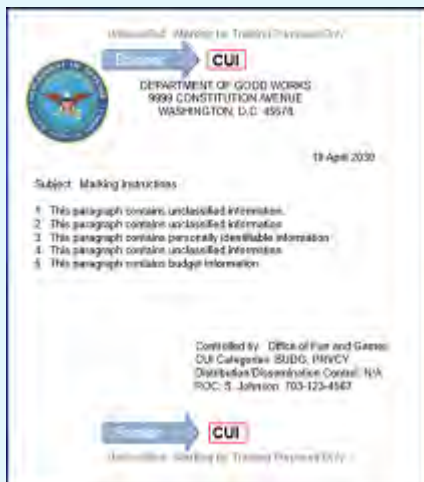 Unclassified Marking for Training Purposes Only
Banner
CUI
DEPARTMENT OF GOOD WORKS
9999 CONSTITUTION AVENUE
WASHINGTON, D.C.
19 April 2030
Subject: Marking Instructions
1. This paragraph contains unclassified information.
2. This paragraph contains unclassified information
3. This paragraph contains personally identifiable information
4. This paragraph contains unclassified information
5. This paragraph contains budget information
Controlled by: Office of Fun and Games
CUI Categories: BUDG, PRVCY
Distribution/Dissemination Control: N/A
POC: S. Johnson 703-123-4567
CUI
Unclassified Marking for Training Purposes Only